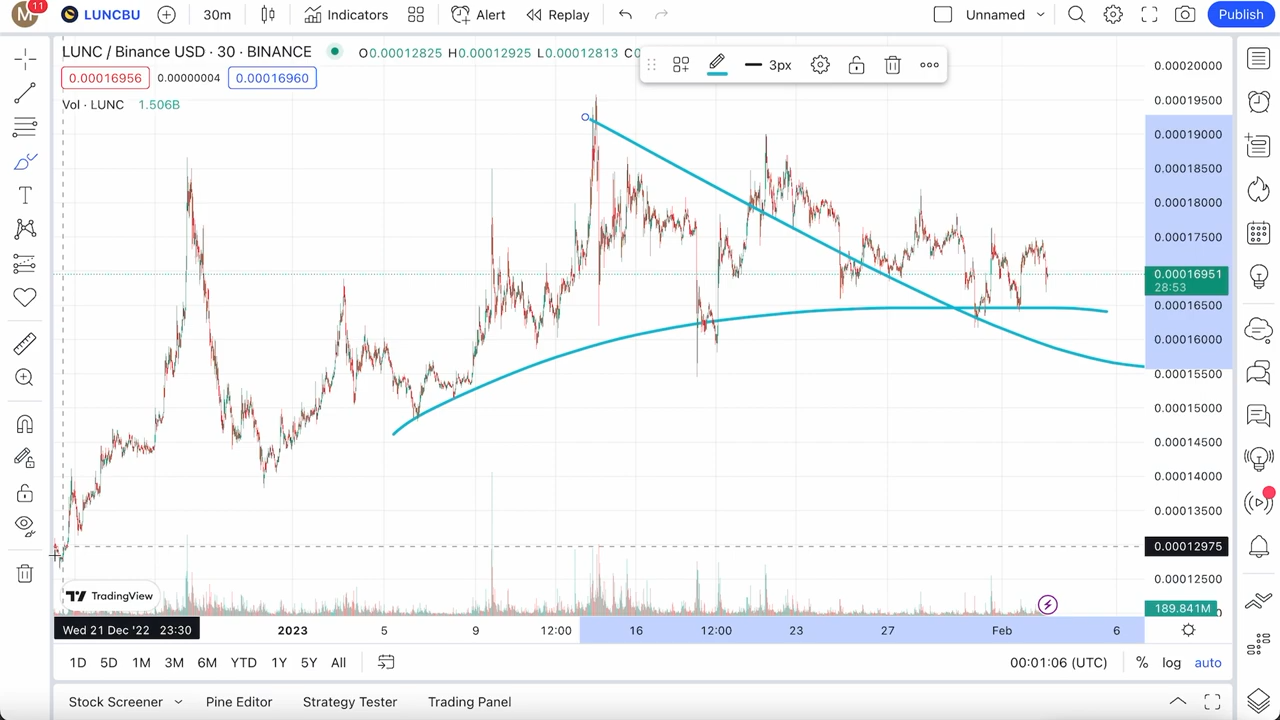 M 11 LUNCBU 30m Indicators Alert Replay Unnamed Publish
LUNC / Binance USD · 30 · BINANCE O0.00012825 H0.00012925 L0.00012813 C0
3px
0.00016956 0.00000004 0.00016960
Vol · LUNC 1.506B
0.00020000
0.00019500
0.00019000
0.00018500
0.00018000
0.00017500
0.00016951
28:53
0.00016500
0.00016000
0.00015500
0.00015000
0.00014500
0.00014000
0.00013500
0.00012975
0.00012500
TradingView
189.841M
Wed 21 Dec '22 23:30 2023 5 9 12:00 16 12:00 23 27 Feb 6
1D 5D 1M 3M 6M YTD 1Y 5Y All 00:01:06 (UTC) % log auto
Stock Screener Pine Editor Strategy Tester Trading Panel